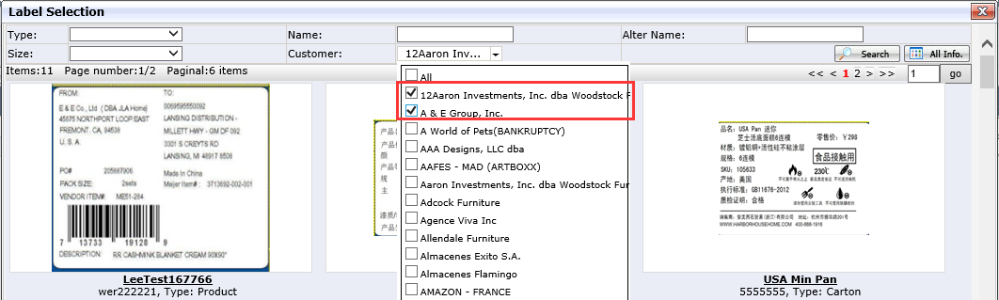 Label Selection
Type:
Name:
Alter Name:
Size:
Customer:
12Aaron Inv...
Search
All Info.
Items:11 Page number:1/2 Paginal:6 items
<< < 1 2 > >>
1
go
FROM:
TO:
E & E Co., Ltd ( DBA JLA Home)
45875 NORTHPORT LOOP EAST
FREMONT, CA, 94538
U. S. A.
0069595550092
LANSING DISTRIBUTION -
MILLETT HWY - GM DF 092
3301 S CREYTS RD
LANSING, MI 48917 8508
PO# 205687906
Made In China
PACK SIZE: 2sets
Meijer Item#: 3713692-002-001
VENDOR ITEM#: ME51-284
7 13733 19128 9
DESCRIPTION: RR CASHMINK BLANKET CREAM 90X90"
LeeTest167766
wer222221, Type: Product
All
12Aaron Investments, Inc. dba Woodstock F
A & E Group, Inc.
A World of Pets(BANKRUPTCY)
AAA Designs, LLC dba
AAFES - MAD (ARTBOXX)
Aaron Investments, Inc. dba Woodstock Fur
Adcock Furniture
Agence Viva Inc
Allendale Furniture
Almacenes Exito S.A.
Almacenes Flamingo
AMAZON - FRANCE
产品名
产品
酸
规
主
漆质
产品
品名: USA Pan 迷你
芝士活底蛋糕6连模
零售价: ￥298
材质: 镀铝钢+活性硅不粘涂层
规格: 6连模
食品接触用
SKU: 105633
230℃
产地: 美国
执行标准: GB11676-2012
质检证明: 合格
WWW.HARBORHOUSEHOME.COM 400-888-1916
USA Min Pan
5555555, Type: Carton